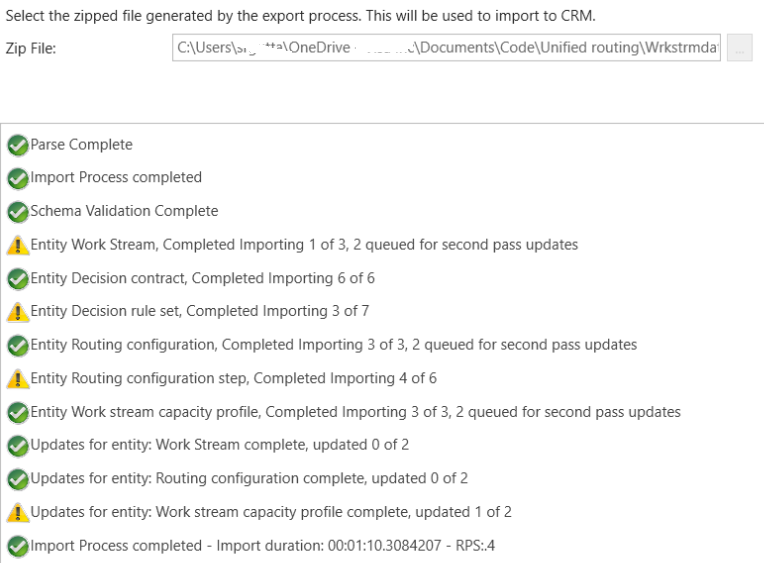 Select the zipped file generated by the export process. This will be used to import to CRM.
Zip File:
C:\Users\ \OneDrive \Documents\Code\Unified routing\Wrkstrmda
...
Parse Complete
Import Process completed
Schema Validation Complete
Entity Work Stream, Completed Importing 1 of 3, 2 queued for second pass updates
Entity Decision contract, Completed Importing 6 of 6
Entity Decision rule set, Completed Importing 3 of 7
Entity Routing configuration, Completed Importing 3 of 3, 2 queued for second pass updates
Entity Routing configuration step, Completed Importing 4 of 6
Entity Work stream capacity profile, Completed Importing 3 of 3, 2 queued for second pass updates
Updates for entity: Work Stream complete, updated 0 of 2
Updates for entity: Routing configuration complete, updated 0 of 2
Updates for entity: Work stream capacity profile complete, updated 1 of 2
Import Process completed - Import duration: 00:01:10.3084207 - RPS:.4